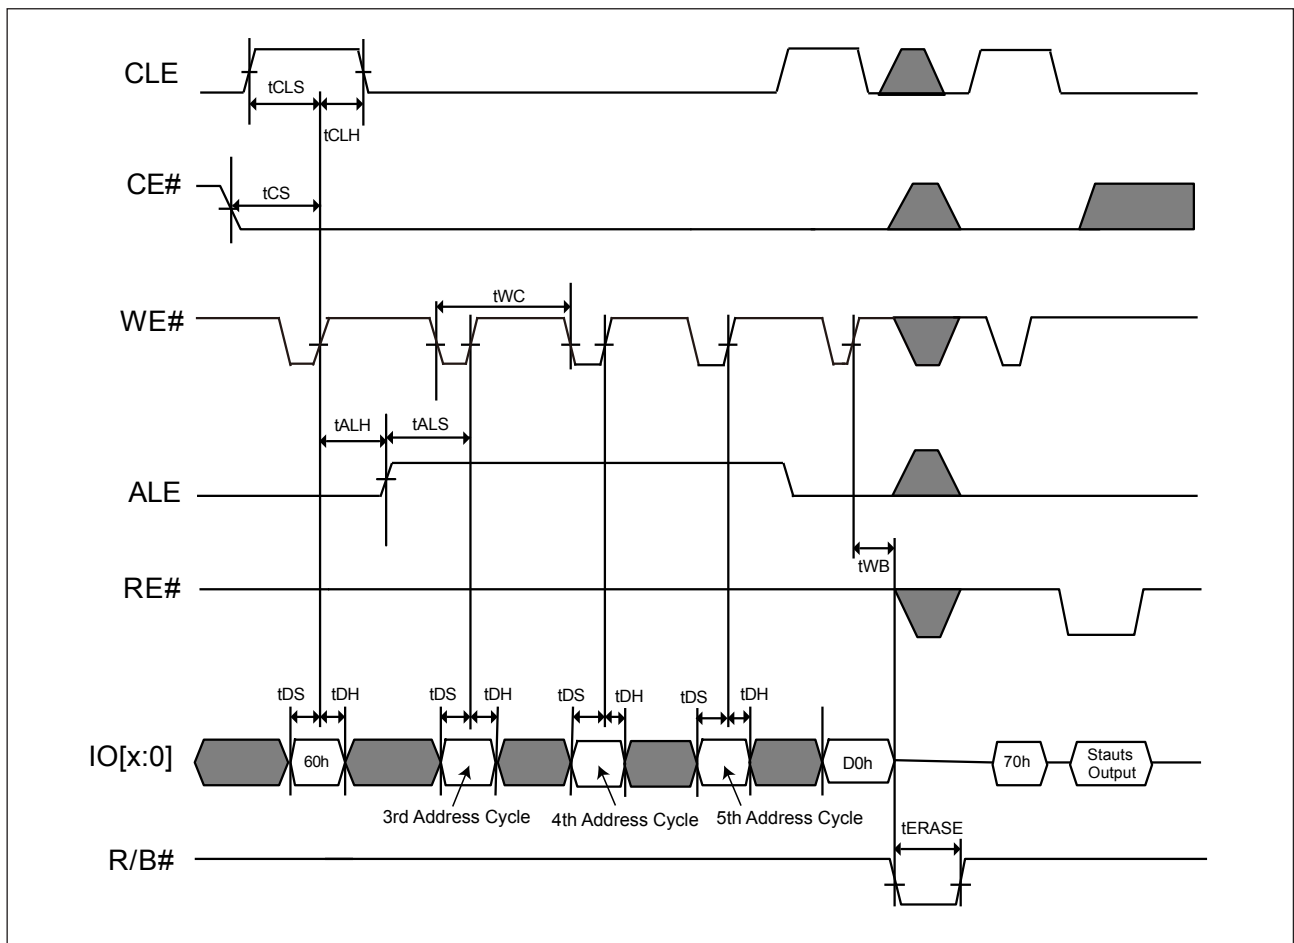 CLE
tCLS
tCLH
CE#
tCS
WE#
tWC
tALH
tALS
ALE
tWB
RE#
tDS
tDH
tDS
tDH
tDS
tDH
tDS
tDH
IO[x:0]
60h
D0h
70h
Stauts
Output
3rd Address Cycle
4th Address Cycle
5th Address Cycle
tERASE
R/B#